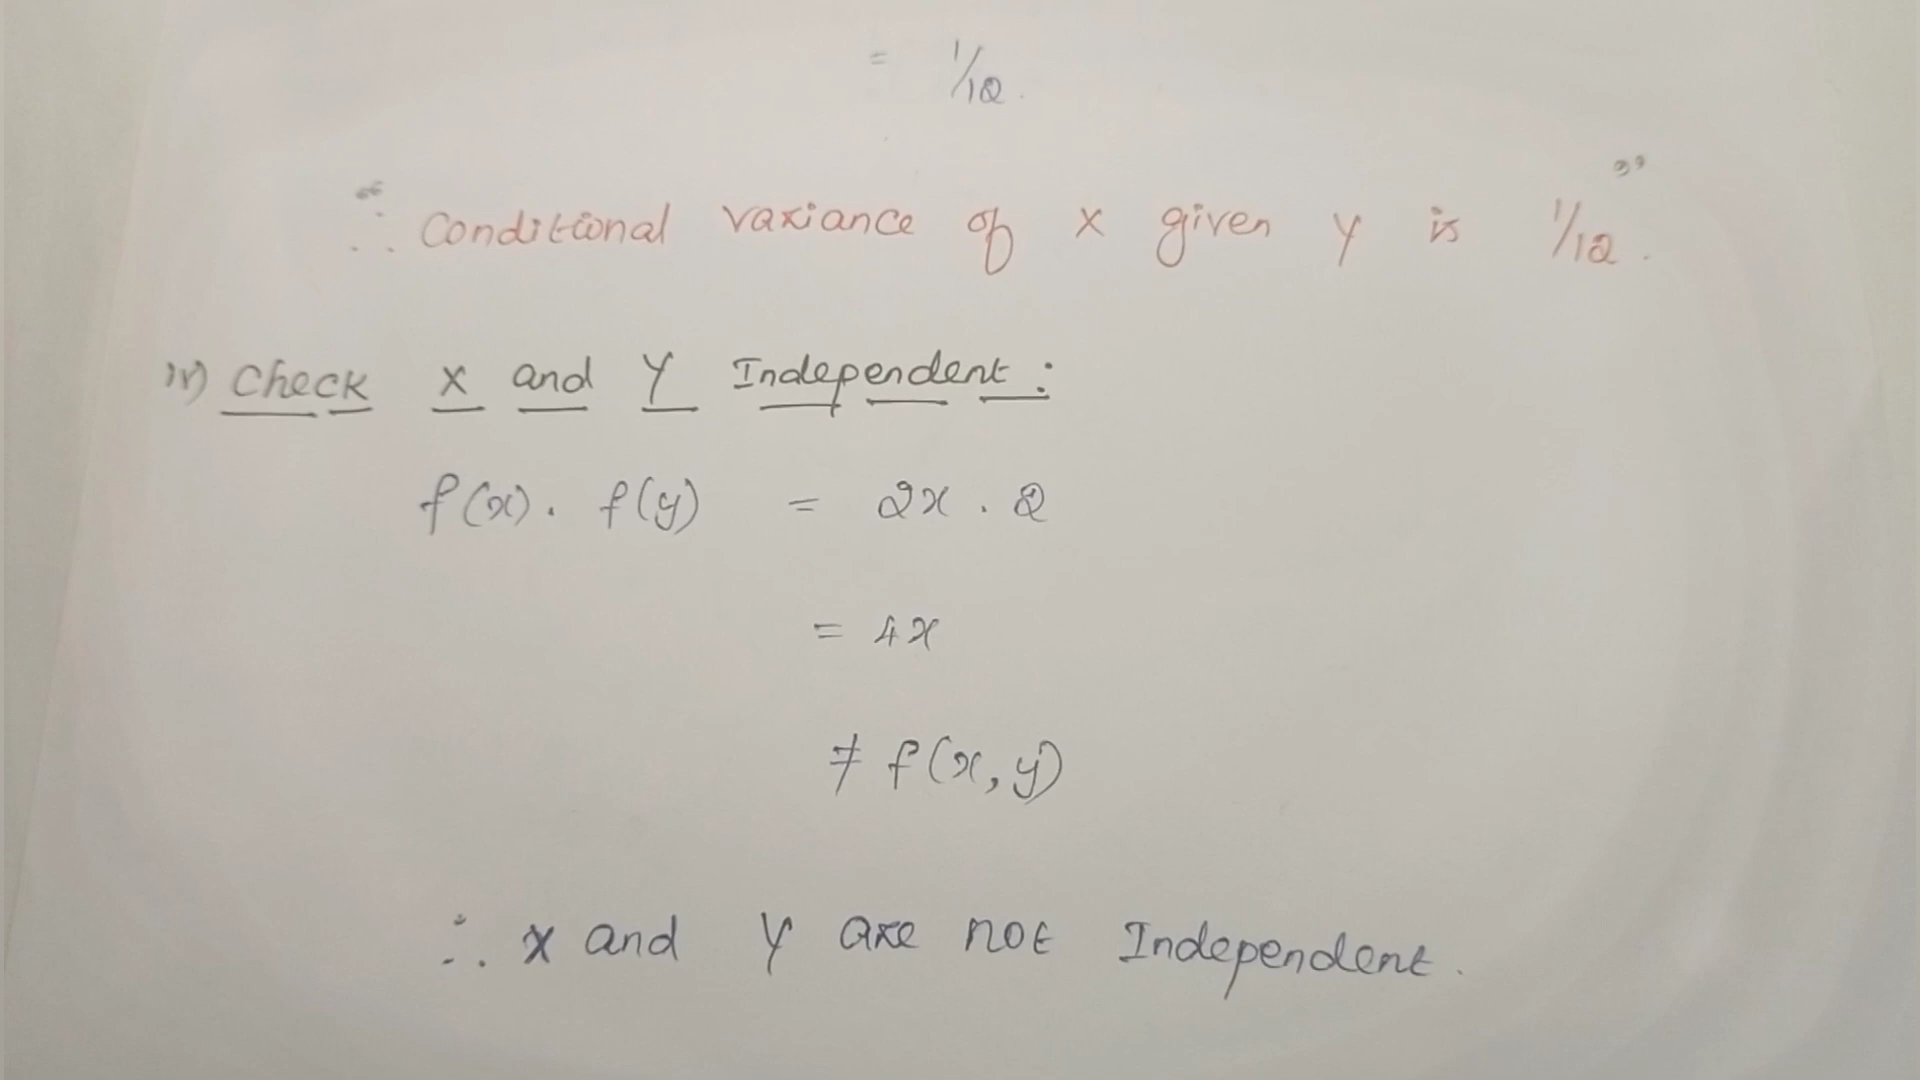 = 1/12.
∴ Conditional variance of x given y is 1/12.
iv) Check X and Y Independent :
f(x). f(y) = 2x . 2
= 4x
≠ f(x,y)
∴ x and y are not Independent.